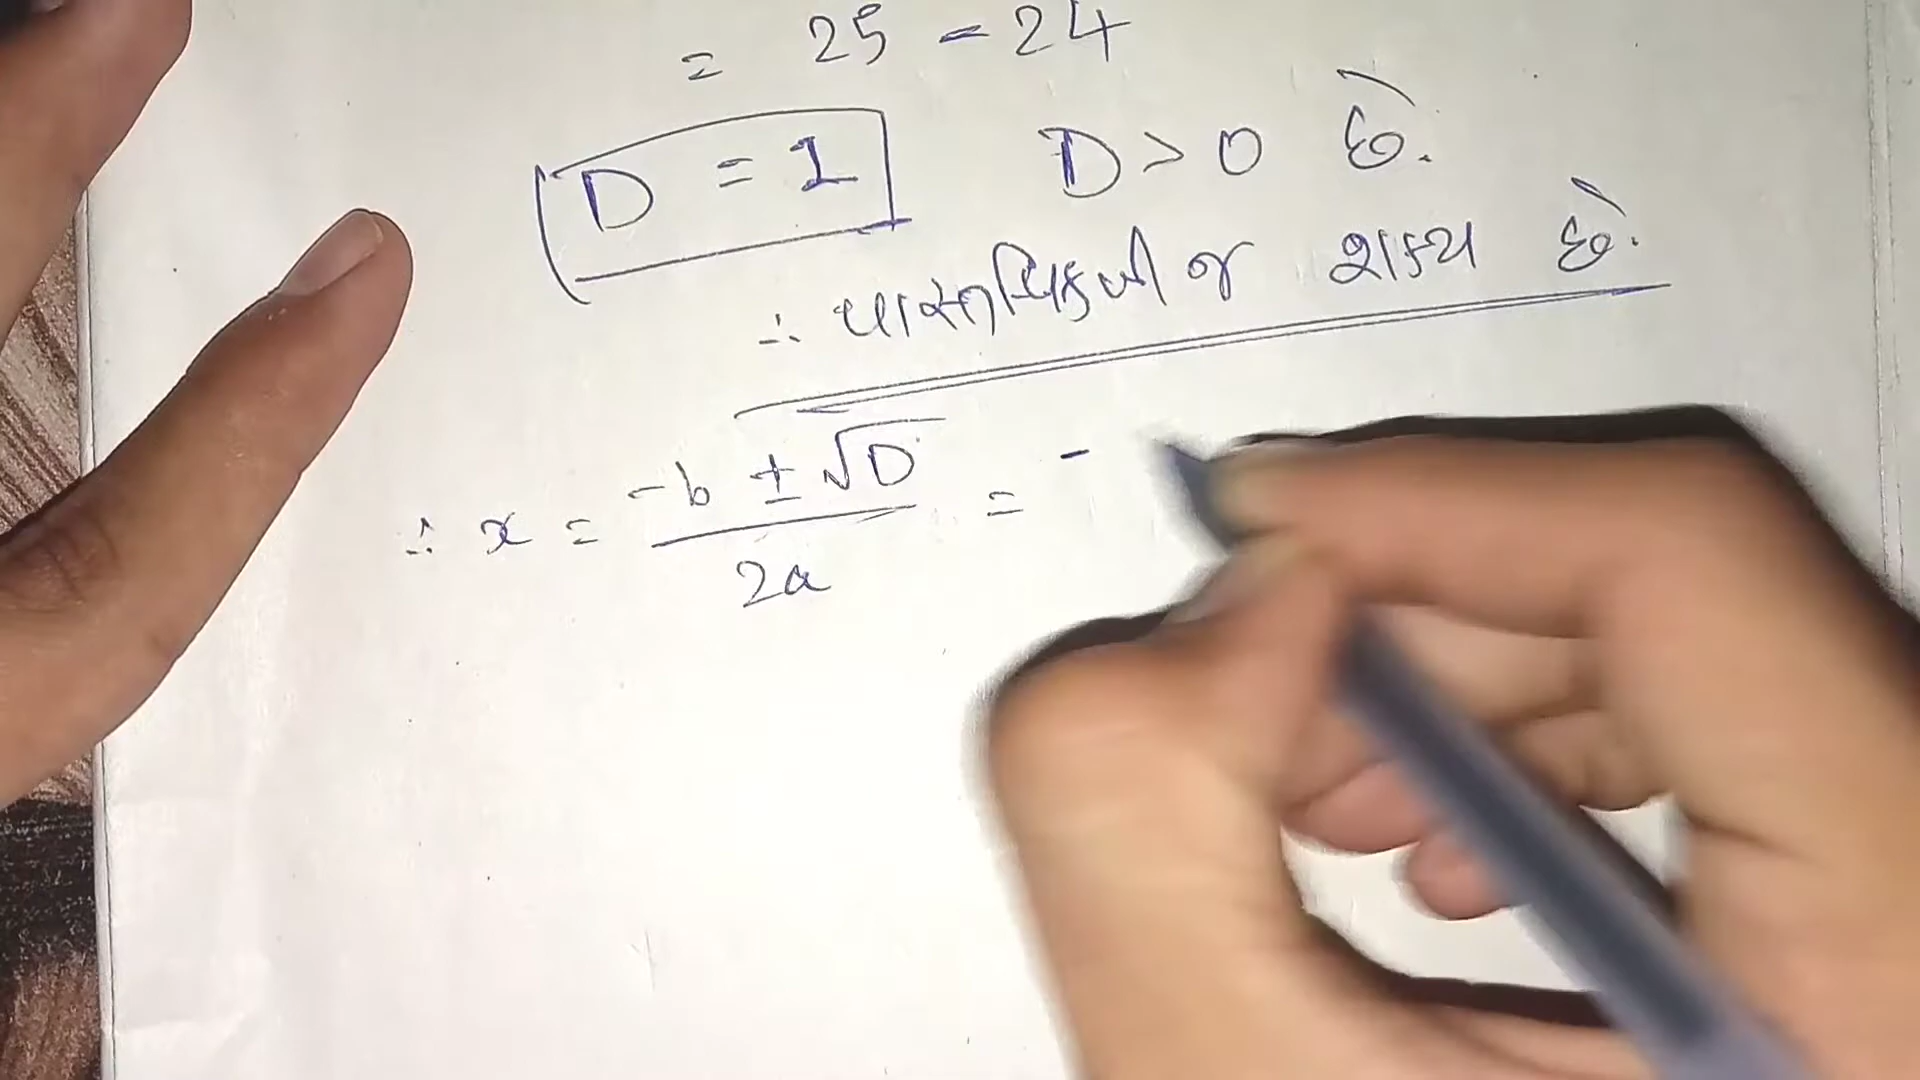 = 25 - 24
D = 1 D > 0 છે.
∴ વાસ્તવિક બીજ શક્ય છે.
∴ x = (-b ± √D) / 2a = -